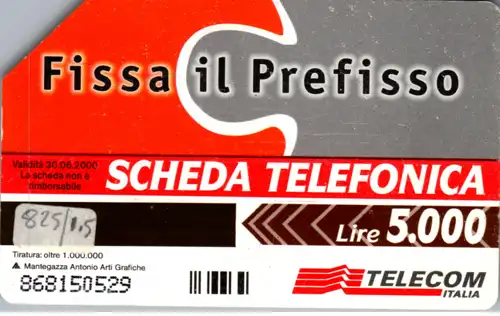 Fissa il Prefisso
Validità 30.06.2000
La scheda non è
rimborsabile
SCHEDA TELEFONICA
825/1.5
Lire 5.000
Tiratura: oltre 1.000.000
Mantegazza Antonio Arti Grafiche
868150529
TELECOM
ITALIA